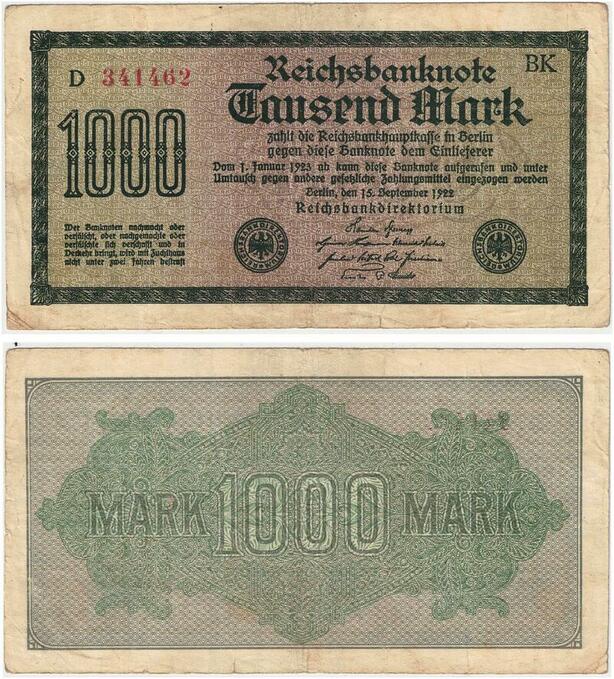 D 341462
BK
Reichsbanknote
Tausend Mark
zahlt die Reichsbankhauptkasse in Berlin
gegen diese Banknote dem Einlieferer
Vom 1. Januar 1923 ab kann diese Banknote aufgerufen und unter
Umtausch gegen andere gesetzliche Zahlungsmittel eingezogen werden
Berlin, den 15. September 1922
Reichsbankdirektorium
1000
Wer Banknoten nachmacht oder
verfälscht, oder nachgemachte oder
verfälschte sich verschafft und in
Verkehr bringt, wird mit Zuchthaus
nicht unter zwei Jahren bestraft
MARK 1000 MARK